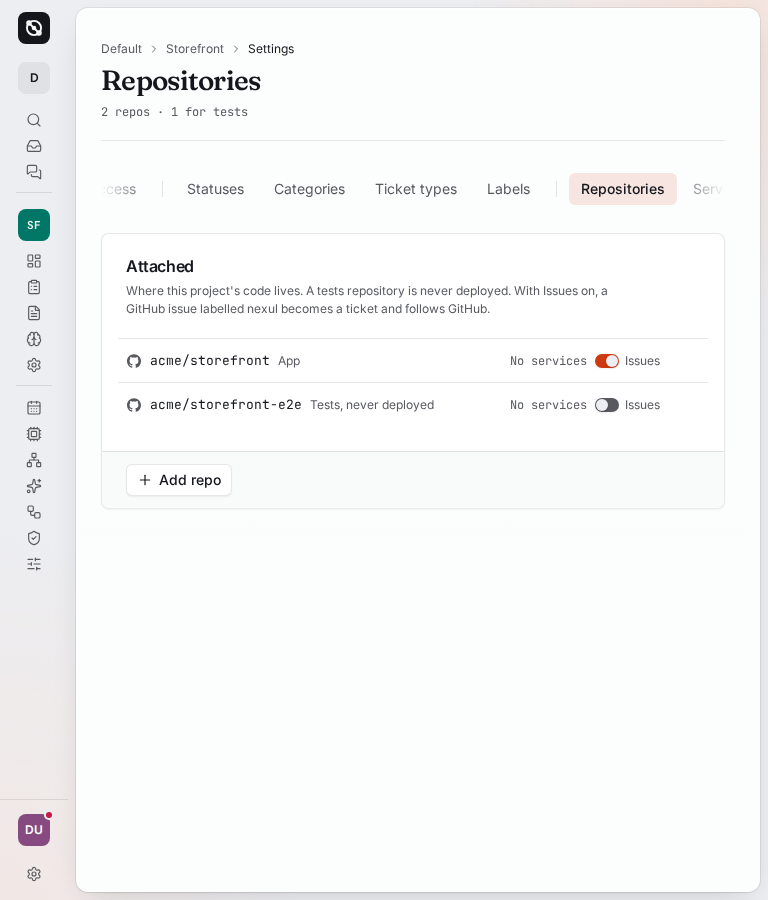 D
SF
DU
Default > Storefront > Settings
Repositories
2 repos · 1 for tests
cess
Statuses
Categories
Ticket types
Labels
Repositories
Serv
Attached
Where this project's code lives. A tests repository is never deployed. With Issues on, a
GitHub issue labelled nexul becomes a ticket and follows GitHub.
acme/storefront App No services Issues
acme/storefront-e2e Tests, never deployed No services Issues
Add repo